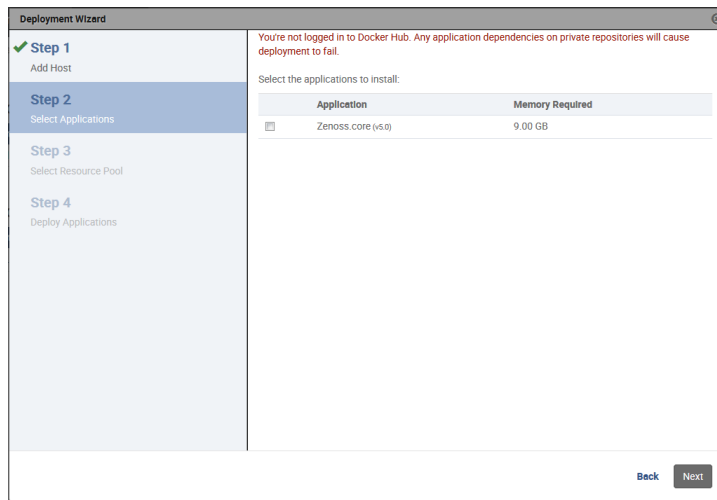 Deployment Wizard
Step 1
Add Host
Step 2
Select Applications
Step 3
Select Resource Pool
Step 4
Deploy Applications
You're not logged in to Docker Hub. Any application dependencies on private repositories will cause
deployment to fail.
Select the applications to install:
Application Memory Required
Zenoss.core (v5.0) 9.00 GB
Back Next